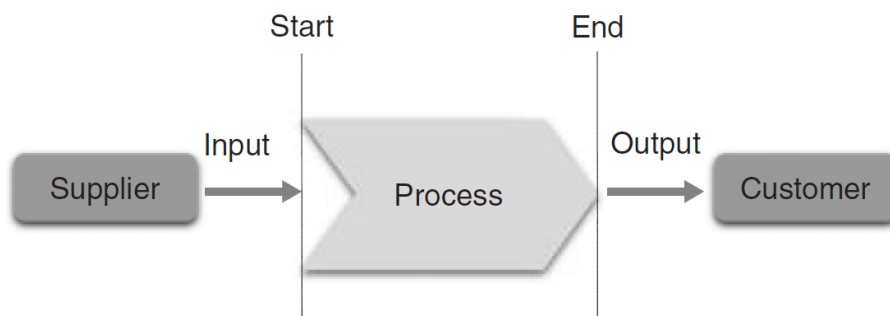 Start
End
Input
Output
Supplier
Process
Customer